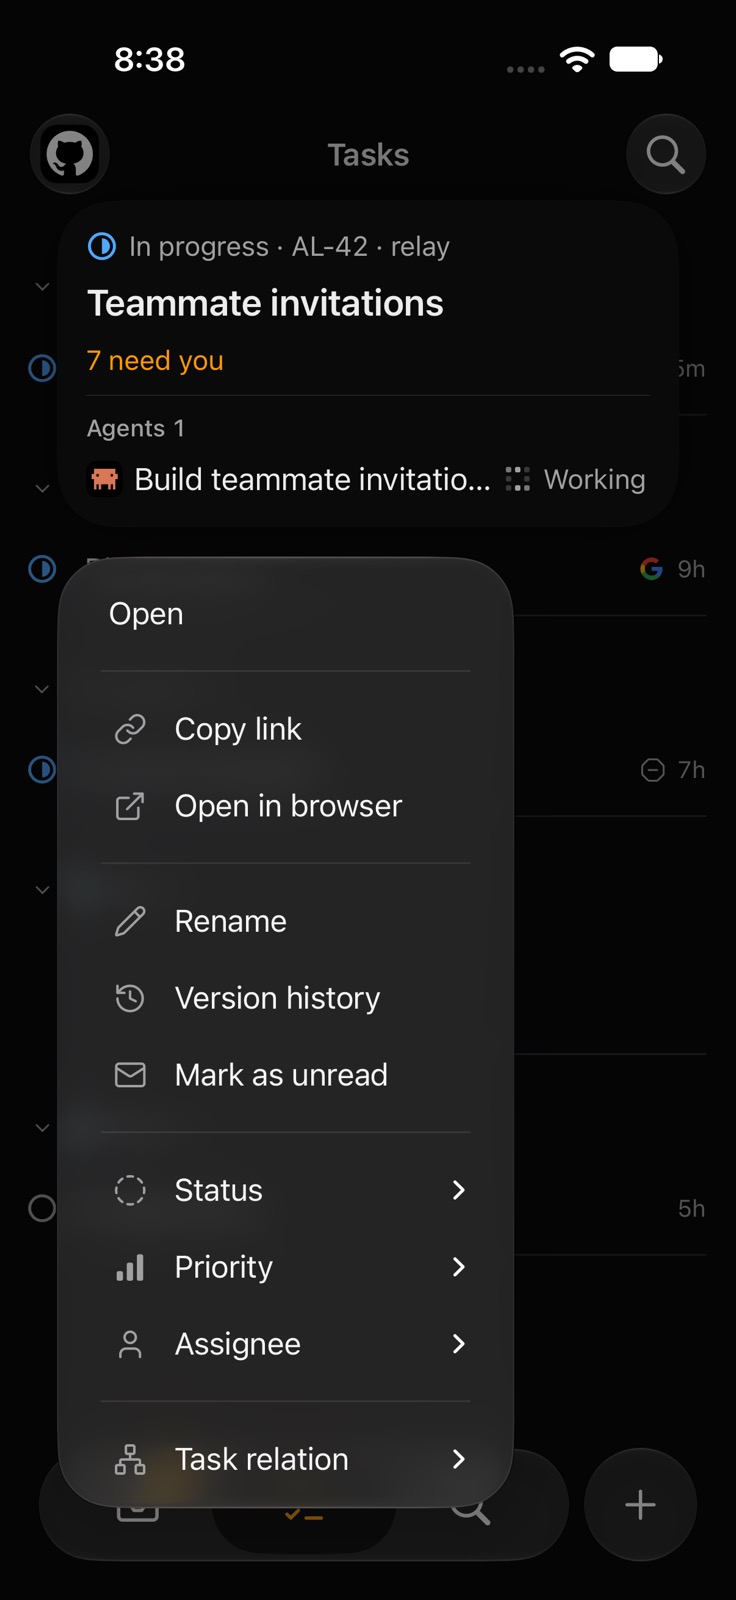 8:38
Tasks
In progress · AL-42 · relay
Teammate invitations
7 need you
5m
Agents 1
Build teammate invitatio... Working
9h
Open
Copy link
7h
Open in browser
Rename
Version history
Mark as unread
Status
5h
Priority
Assignee
Task relation